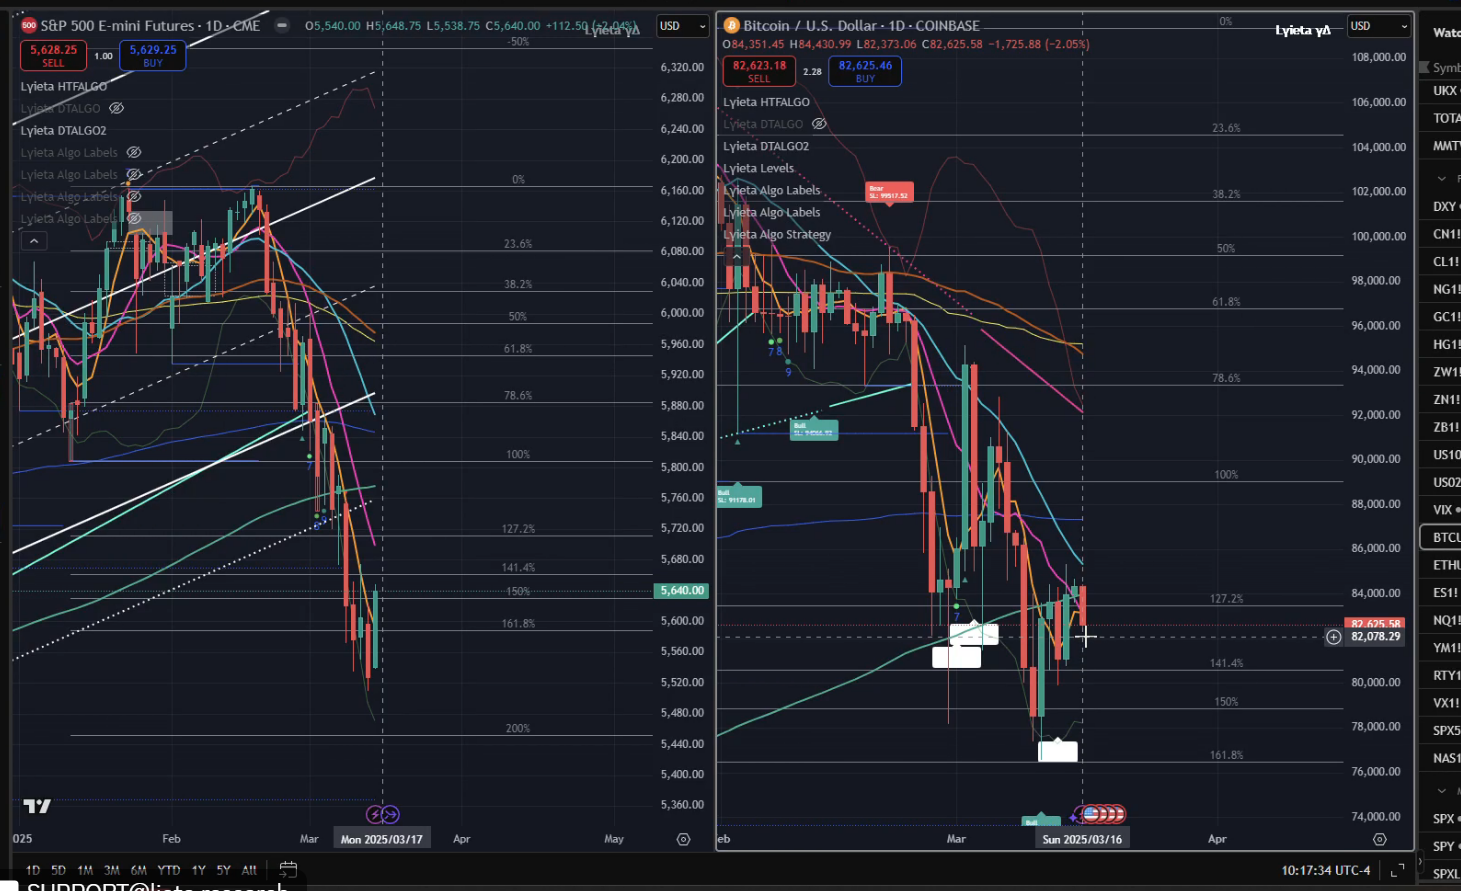 S&P 500 E-mini Futures · 1D · CME
O5,540.00 H5,648.75 L5,538.75 C5,640.00 +112.50 (+2.04%)
Lyieta γΔ
USD
5,628.25
SELL
1.00
5,629.25
BUY
Lyieta HTFALGO
Lyieta DTALGO
Lyieta DTALGO2
Lyieta Algo Labels
Lyieta Algo Labels
Lyieta Algo Labels
Lyieta Algo Labels
-50%
0%
23.6%
38.2%
50%
61.8%
78.6%
100%
127.2%
141.4%
150%
161.8%
200%
7
6,320.00
6,280.00
6,240.00
6,200.00
6,160.00
6,120.00
6,080.00
6,040.00
6,000.00
5,960.00
5,920.00
5,880.00
5,840.00
5,800.00
5,760.00
5,720.00
5,680.00
5,640.00
5,600.00
5,560.00
5,520.00
5,480.00
5,440.00
5,400.00
5,360.00
025
Feb
Mar
Mon 2025/03/17
Apr
May
Bitcoin / U.S. Dollar · 1D · COINBASE
O84,351.45 H84,430.99 L82,373.06 C82,625.58 −1,725.88 (−2.05%)
Lyieta γΔ
USD
82,623.18
SELL
2.28
82,625.46
BUY
Lyieta HTFALGO
Lyieta DTALGO
Lyieta DTALGO2
Lyieta Levels
Lyieta Algo Labels
Lyieta Algo Labels
Lyieta Algo Strategy
Bear
SL: 99517.52
78
9
Bull
Bull
SL: 91178.01
7
Bull
0%
23.6%
38.2%
50%
61.8%
78.6%
100%
127.2%
141.4%
150%
161.8%
108,000.00
106,000.00
104,000.00
102,000.00
100,000.00
98,000.00
96,000.00
94,000.00
92,000.00
90,000.00
88,000.00
86,000.00
84,000.00
82,625.58
82,078.29
80,000.00
78,000.00
76,000.00
74,000.00
eb
Mar
Sun 2025/03/16
Apr
Watc
Symb
UKX
TOTA
MMTV
DXY
CN1!
CL1!
NG1!
GC1!
HG1!
ZW1!
ZN1!
ZB1!
US10
US02
VIX
BTCU
ETHU
ES1!
NQ1!
YM1!
RTY1
VX1!
SPX5
NAS1
SPX
SPY
SPXL
1D 5D 1M 3M 6M YTD 1Y 5Y All
10:17:34 UTC-4